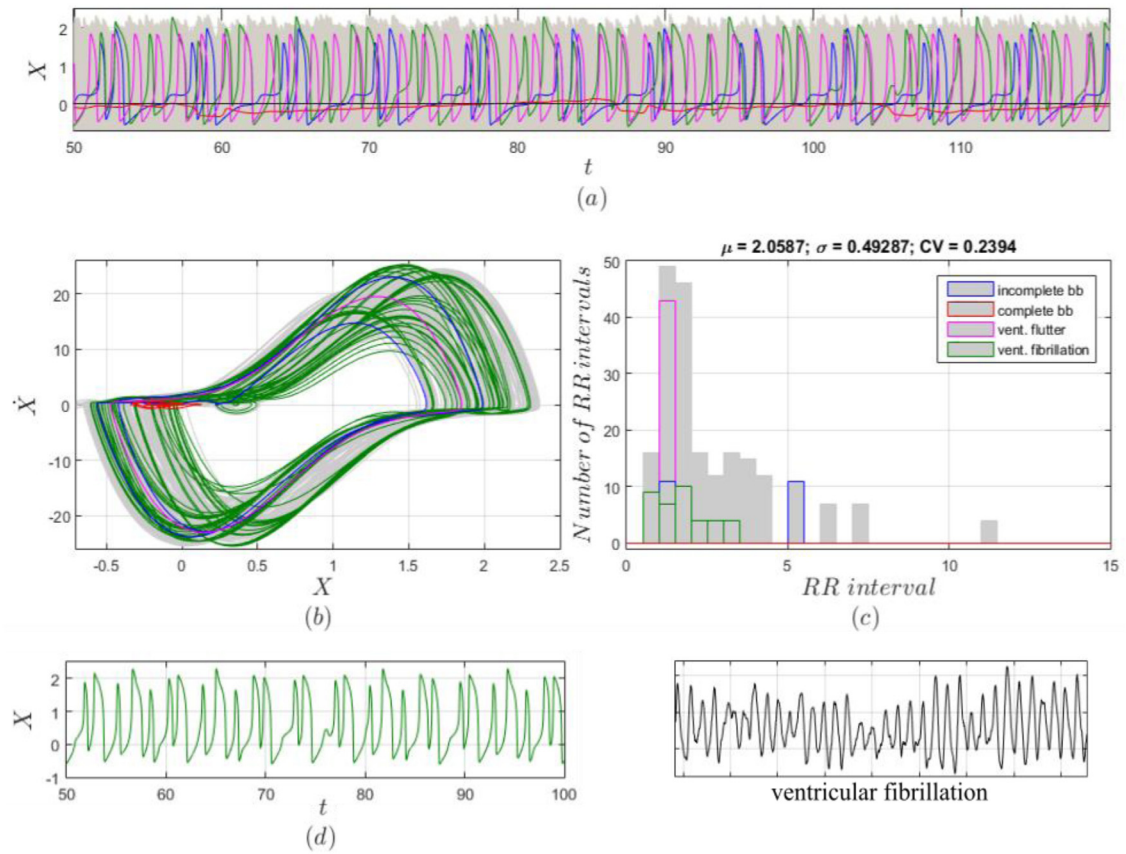 2
1
0
X
50
60
70
80
90
100
110
t
(a)
μ = 2.0587; σ = 0.49287; CV = 0.2394
20
10
0
-10
-20
Ẋ
-0.5
0
0.5
1
1.5
2
2.5
X
(b)
50
40
30
20
10
0
Number of RR intervals
incomplete bb
complete bb
vent. flutter
vent. fibrillation
0
5
10
15
RR interval
(c)
2
1
0
-1
X
50
60
70
80
90
100
t
(d)
ventricular fibrillation